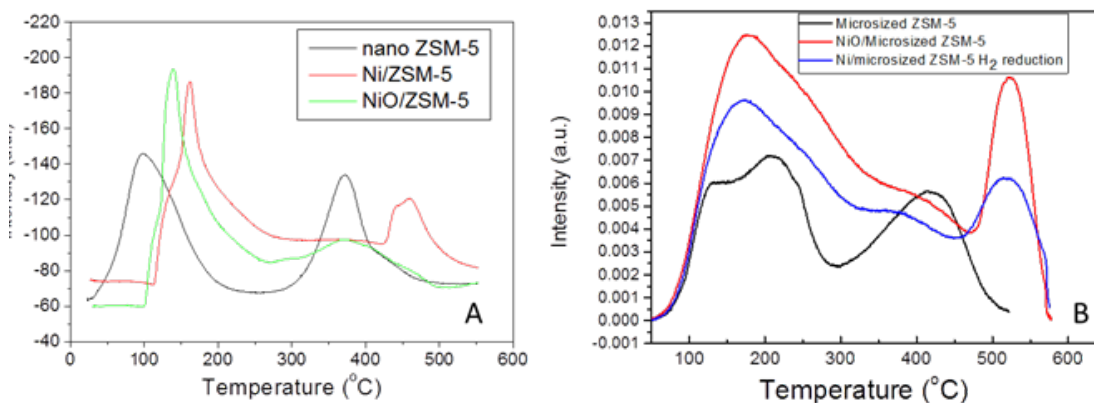 -220
-200
-180
-160
-140
-120
-100
-80
-60
-40
0 100 200 300 400 500 600
Temperature (°C)
nano ZSM-5
Ni/ZSM-5
NiO/ZSM-5
A
0.013
0.012
0.011
0.010
0.009
0.008
0.007
0.006
0.005
0.004
0.003
0.002
0.001
0.000
-0.001
Intensity (a.u.)
100 200 300 400 500 600
Temperature (°C)
Microsized ZSM-5
NiO/Microsized ZSM-5
Ni/microsized ZSM-5 H2 reduction
B